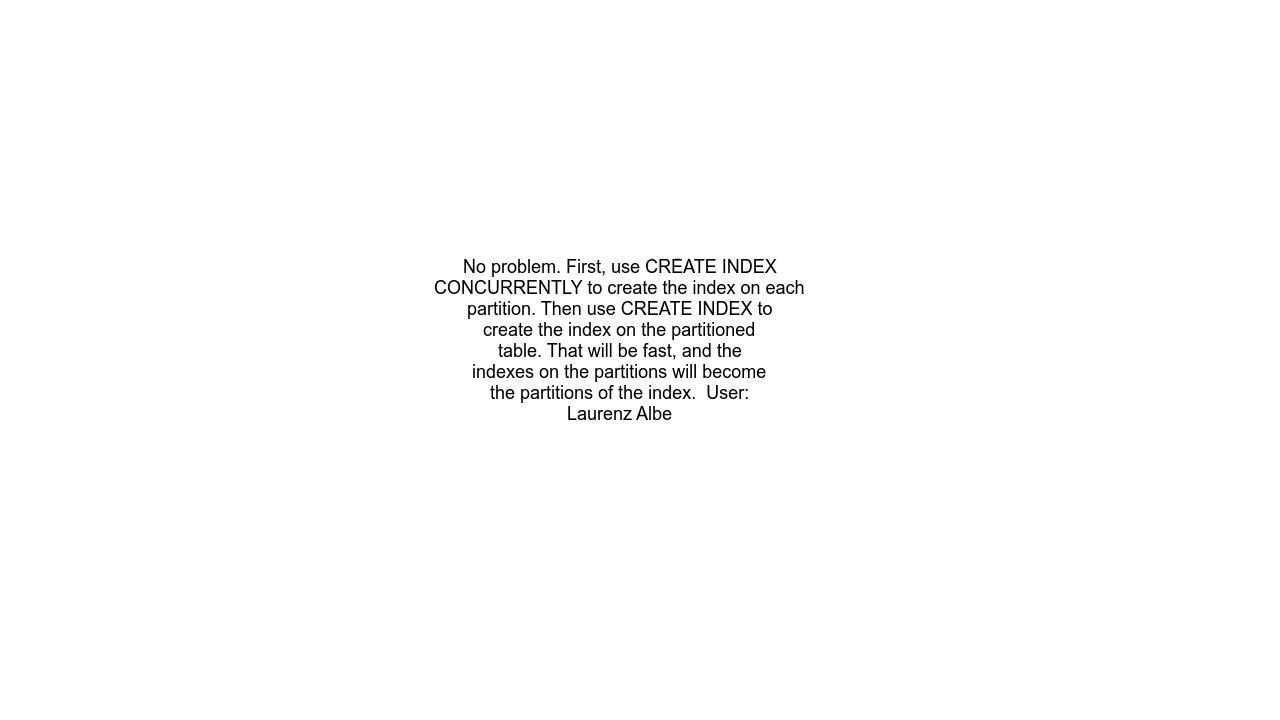 No problem. First, use CREATE INDEX
CONCURRENTLY to create the index on each
partition. Then use CREATE INDEX to
create the index on the partitioned
table. That will be fast, and the
indexes on the partitions will become
the partitions of the index.  User:
Laurenz Albe